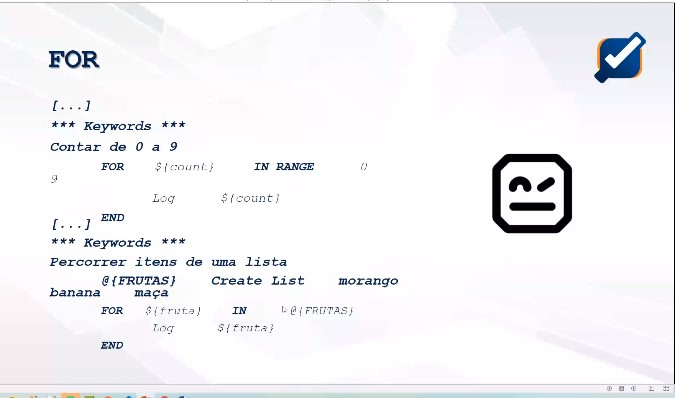 FOR
[...]
*** Keywords ***
Contar de 0 a 9
FOR ${count} IN RANGE 0
9
Log ${count}
END
[...]
*** Keywords ***
Percorrer itens de uma lista
@{FRUTAS} Create List morango
banana maça
FOR ${fruta} IN @{FRUTAS}
Log ${fruta}
END